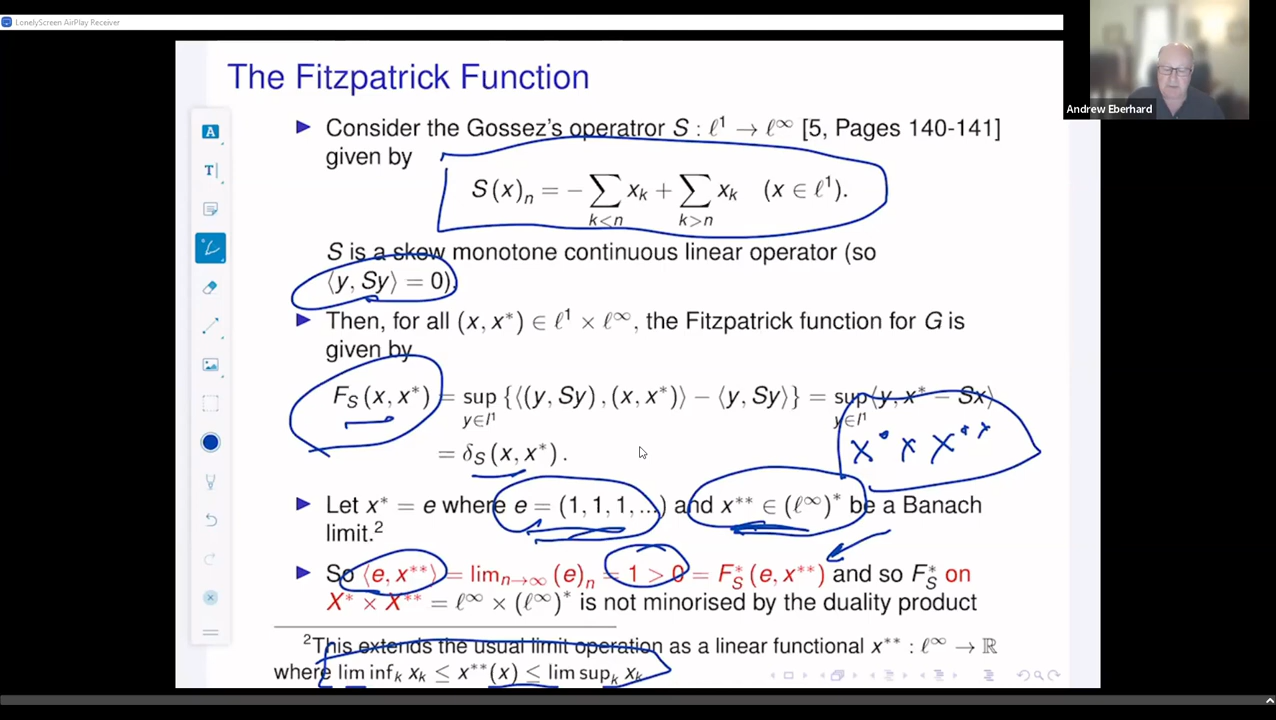 LonelyScreen AirPlay Receiver
Andrew Eberhard
The Fitzpatrick Function
Consider the Gossez's operatror S : ℓ¹ → ℓ^∞ [5, Pages 140-141]
given by
S(x)_n = − ∑_{k<n} x_k + ∑_{k>n} x_k (x ∈ ℓ¹).
S is a skew monotone continuous linear operator (so
⟨y, Sy⟩ = 0).
Then, for all (x, x*) ∈ ℓ¹ × ℓ^∞, the Fitzpatrick function for G is
given by
F_S(x, x*) = sup_{y∈l¹} {⟨(y, Sy), (x, x*)⟩ − ⟨y, Sy⟩} = sup_{y∈l¹} ⟨y, x* − Sx⟩
= δ_S(x, x*).
X* x X**
Let x* = e where e = (1, 1, 1, ...) and x** ∈ (ℓ^∞)* be a Banach
limit.²
So ⟨e, x**⟩ = lim_{n→∞} (e)_n = 1 > 0 = F*_S(e, x**) and so F*_S on
X* × X** = ℓ^∞ × (ℓ^∞)* is not minorised by the duality product
²This extends the usual limit operation as a linear functional x** : ℓ^∞ → ℝ
where lim inf_k x_k ≤ x**(x) ≤ lim sup_k x_k